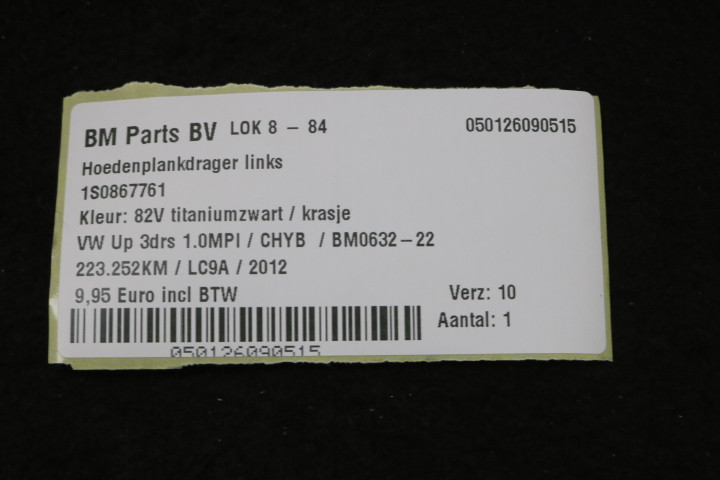 BM Parts BV LOK 8 - 84 050126090515
Hoedenplankdrager links
1S0867761
Kleur: 82V titaniumzwart / krasje
VW Up 3drs 1.0MPI / CHYB / BM0632-22
223.252KM / LC9A / 2012
9,95 Euro incl BTW Verz: 10
Aantal: 1
050126090515